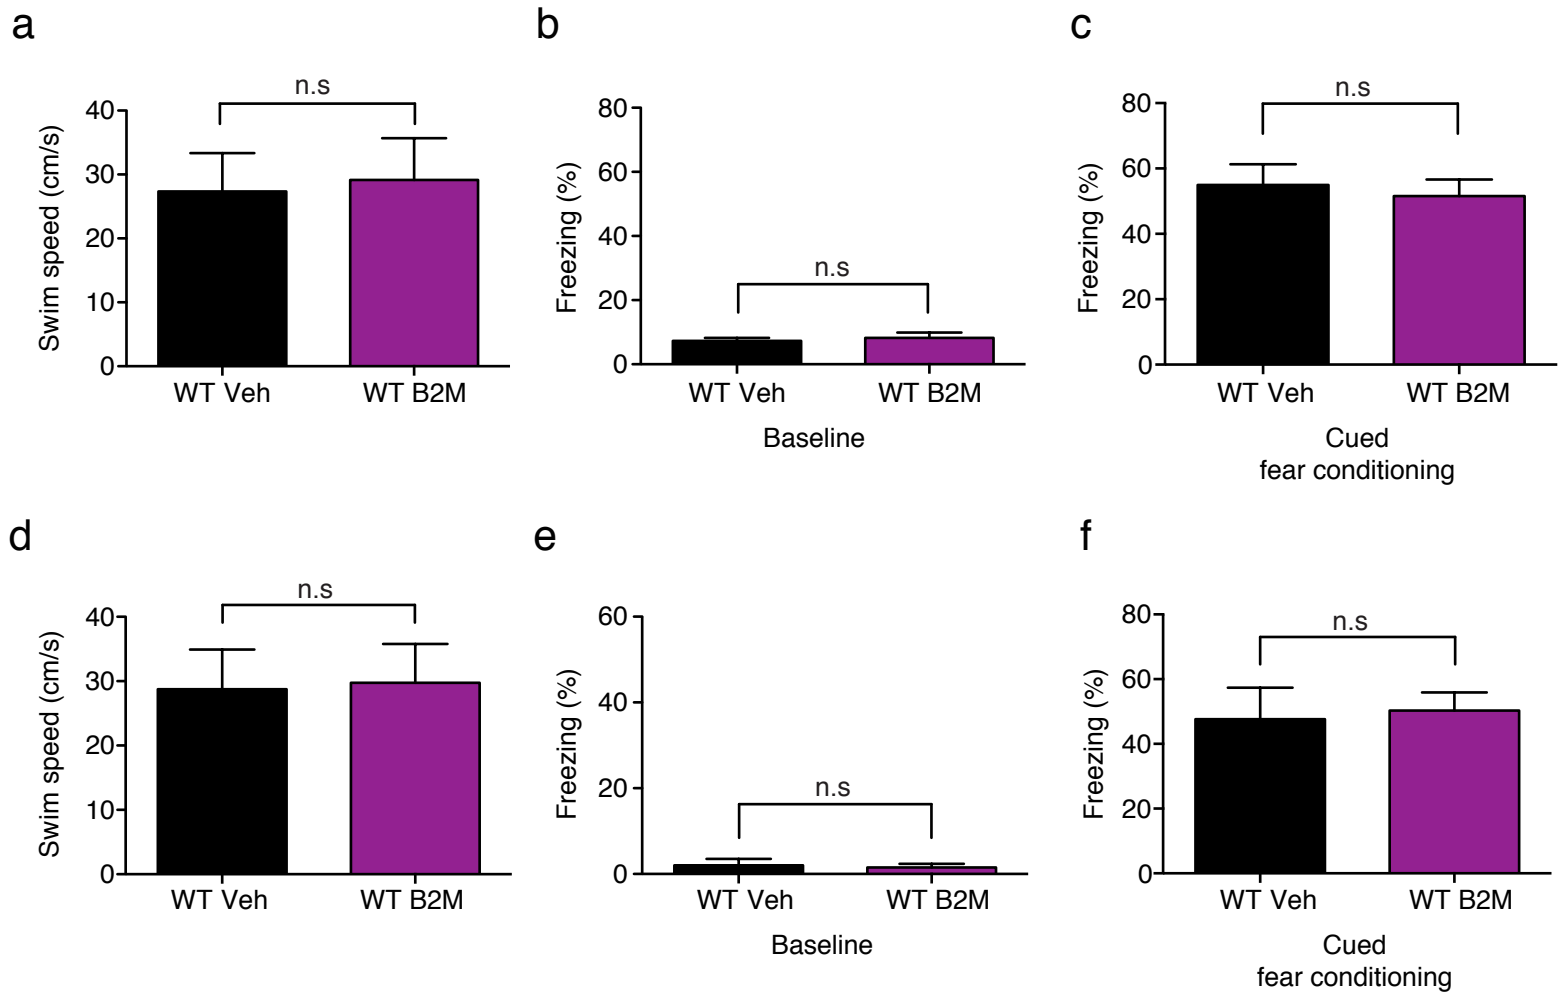 a
n.s
Swim speed (cm/s)
40
30
20
10
0
WT Veh
WT B2M
b
n.s
Freezing (%)
80
60
40
20
0
WT Veh
WT B2M
Baseline
c
n.s
Freezing (%)
80
60
40
20
0
WT Veh
WT B2M
Cued
fear conditioning
d
n.s
Swim speed (cm/s)
40
30
20
10
0
WT Veh
WT B2M
e
n.s
Freezing (%)
60
40
20
0
WT Veh
WT B2M
Baseline
f
n.s
Freezing (%)
80
60
40
20
0
WT Veh
WT B2M
Cued
fear conditioning